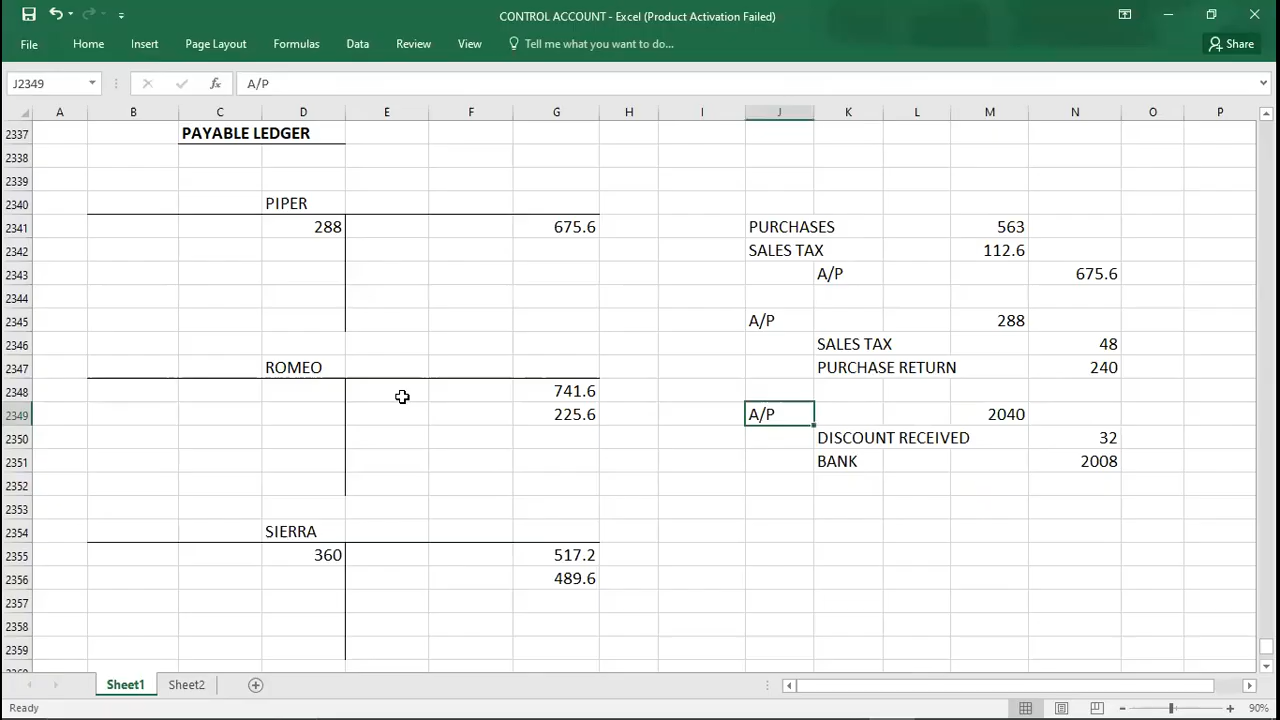 CONTROL ACCOUNT - Excel (Product Activation Failed)
File Home Insert Page Layout Formulas Data Review View Tell me what you want to do... Share
J2349 fx A/P
A B C D E F G H I J K L M N O P
2337 PAYABLE LEDGER
2338
2339
2340 PIPER
2341 288 675.6 PURCHASES 563
2342 SALES TAX 112.6
2343 A/P 675.6
2344
2345 A/P 288
2346 SALES TAX 48
2347 ROMEO PURCHASE RETURN 240
2348 741.6
2349 225.6 A/P 2040
2350 DISCOUNT RECEIVED 32
2351 BANK 2008
2352
2353
2354 SIERRA
2355 360 517.2
2356 489.6
2357
2358
2359
Sheet1 Sheet2
Ready 90%